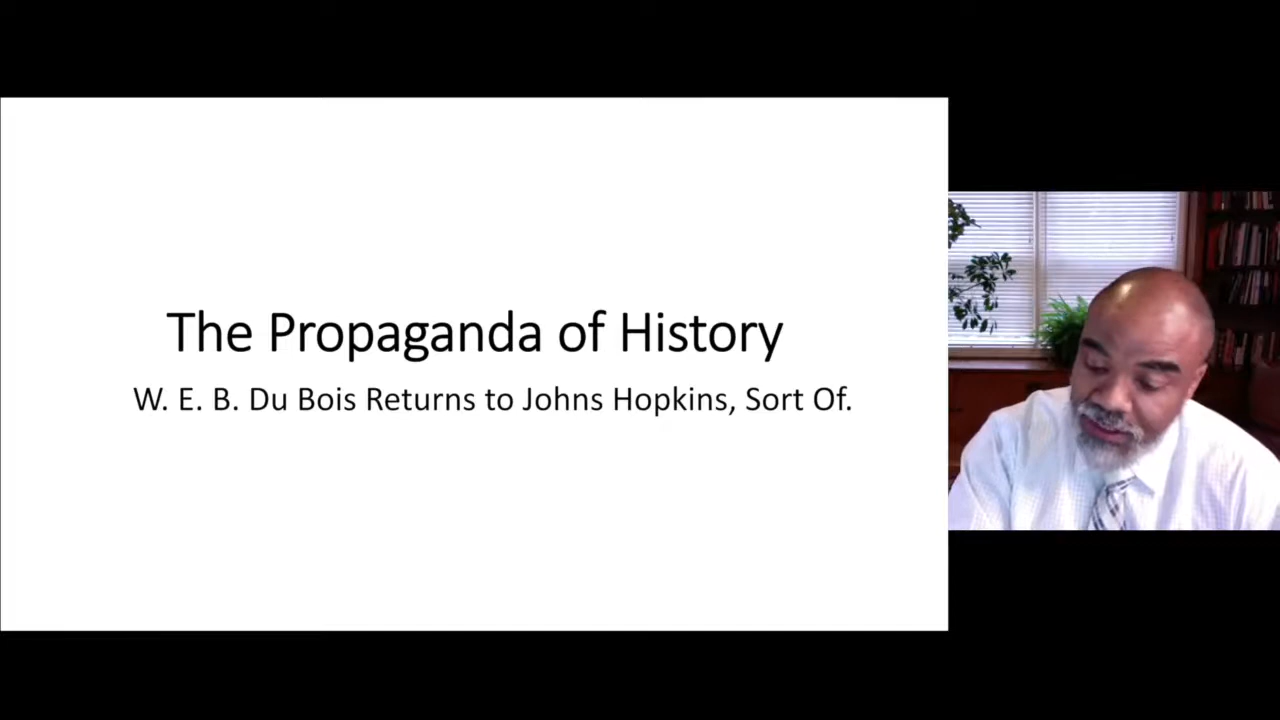 The Propaganda of History
W. E. B. Du Bois Returns to Johns Hopkins, Sort Of.